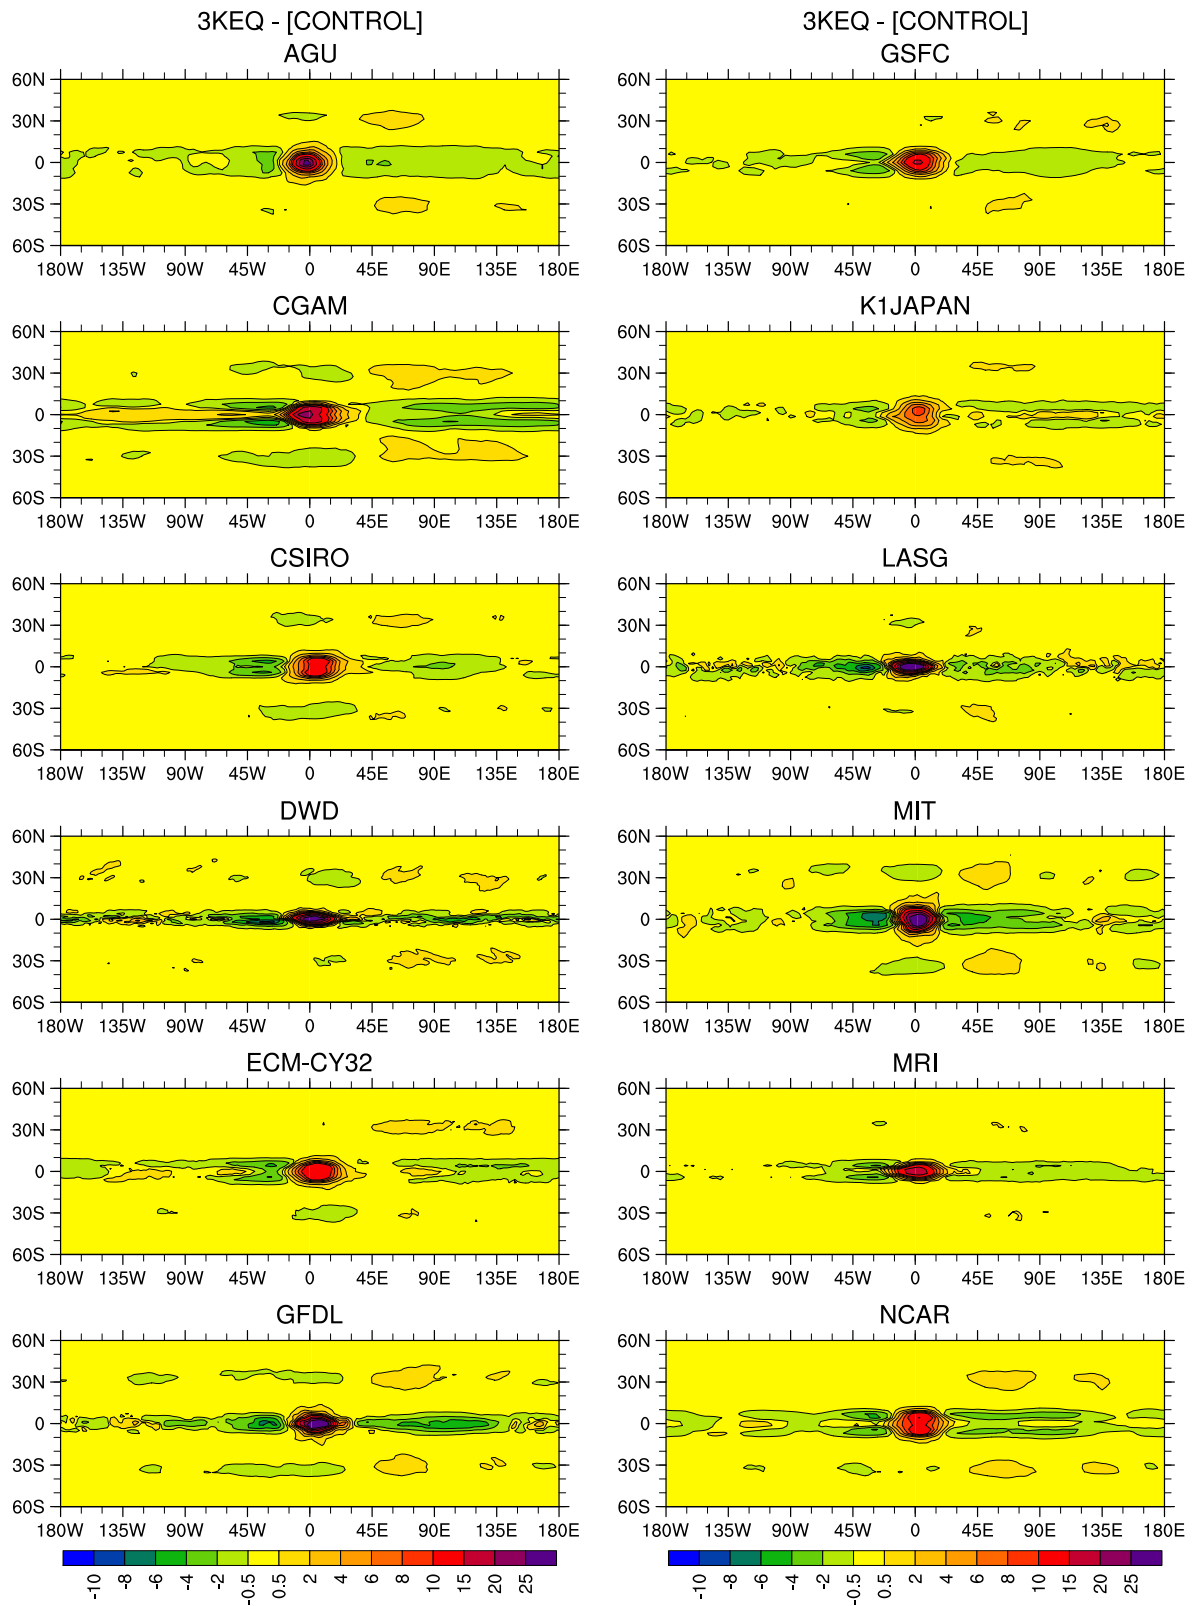 3KEQ - [CONTROL]
AGU
60N
30N
0
30S
60S
180W 135W 90W 45W 0 45E 90E 135E 180E
CGAM
60N
30N
0
30S
60S
180W 135W 90W 45W 0 45E 90E 135E 180E
CSIRO
60N
30N
0
30S
60S
180W 135W 90W 45W 0 45E 90E 135E 180E
DWD
60N
30N
0
30S
60S
180W 135W 90W 45W 0 45E 90E 135E 180E
ECM-CY32
60N
30N
0
30S
60S
180W 135W 90W 45W 0 45E 90E 135E 180E
GFDL
60N
30N
0
30S
60S
180W 135W 90W 45W 0 45E 90E 135E 180E
-10 -8 -6 -4 -2 -0.5 0.5 2 4 6 8 10 15 20 25
3KEQ - [CONTROL]
GSFC
60N
30N
0
30S
60S
180W 135W 90W 45W 0 45E 90E 135E 180E
K1JAPAN
60N
30N
0
30S
60S
180W 135W 90W 45W 0 45E 90E 135E 180E
LASG
60N
30N
0
30S
60S
180W 135W 90W 45W 0 45E 90E 135E 180E
MIT
60N
30N
0
30S
60S
180W 135W 90W 45W 0 45E 90E 135E 180E
MRI
60N
30N
0
30S
60S
180W 135W 90W 45W 0 45E 90E 135E 180E
NCAR
60N
30N
0
30S
60S
180W 135W 90W 45W 0 45E 90E 135E 180E
-10 -8 -6 -4 -2 -0.5 0.5 2 4 6 8 10 15 20 25